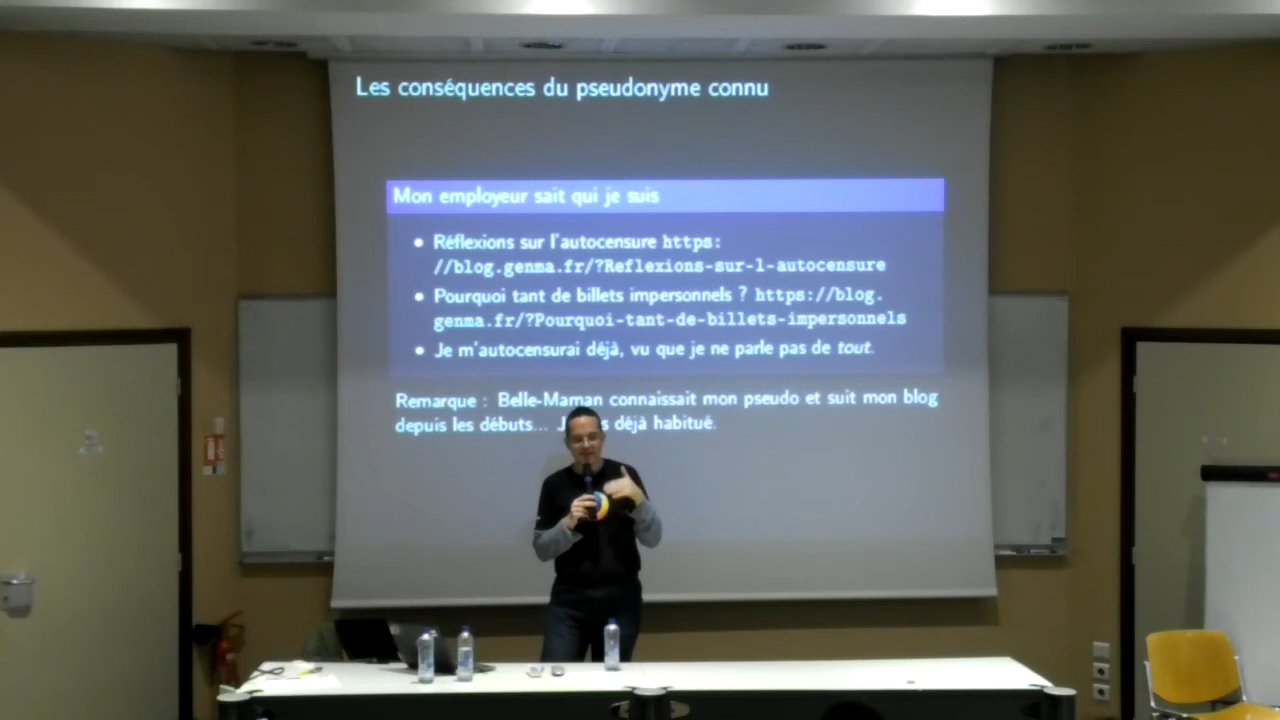 Les conséquences du pseudonyme connu
Mon employeur sait qui je suis
Réflexions sur l'autocensure https:
//blog.genma.fr/?Reflexions-sur-l-autocensure
Pourquoi tant de billets impersonnels ? https://blog.
genma.fr/?Pourquoi-tant-de-billets-impersonnels
Je m'autocensurai déjà, vu que je ne parle pas de tout.
Remarque : Belle-Maman connaissait mon pseudo et suit mon blog
depuis les débuts... déjà habitué.